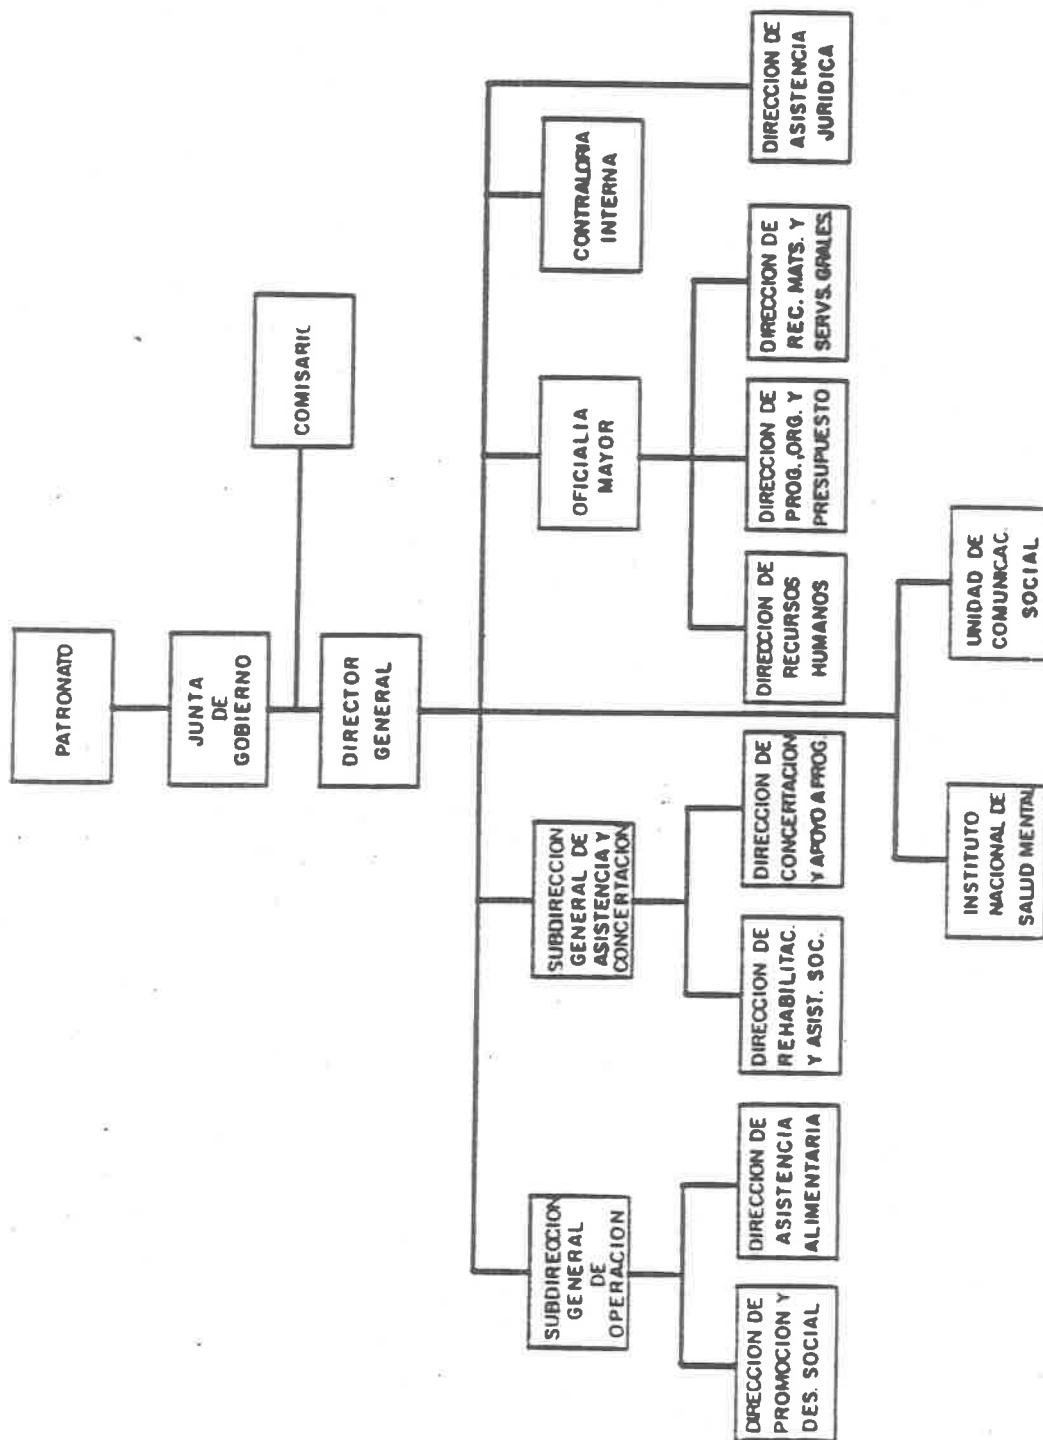 PATRONATO
JUNTA
DE
GOBIERNO
COMISARIC
DIRECTOR
GENERAL
SUBDIRECCION
GENERAL
DE
OPERACION
SUBDIRECCION
GENERAL DE
ASISTENCIA Y
CONCERTACION
OFICIALIA
MAYOR
CONTRALORIA
INTERNA
DIRECCION DE
PROMOCION Y
DES. SOCIAL
DIRECCION DE
ASISTENCIA
ALIMENTARIA
DIRECCION DE
REHABILITAC.
Y ASIST. SOC.
DIRECCION DE
CONCERTACION
Y APOYO A PROG.
DIRECCION DE
RECURSOS
HUMANOS
DIRECCION DE
PROG., ORG. Y
PRESUPUESTO
DIRECCION DE
REC. MATS. Y
SERVS. GRALES.
DIRECCION DE
ASISTENCIA
JURIDICA
INSTITUTO
NACIONAL DE
SALUD MENTAL
UNIDAD DE
COMUNICAC.
SOCIAL